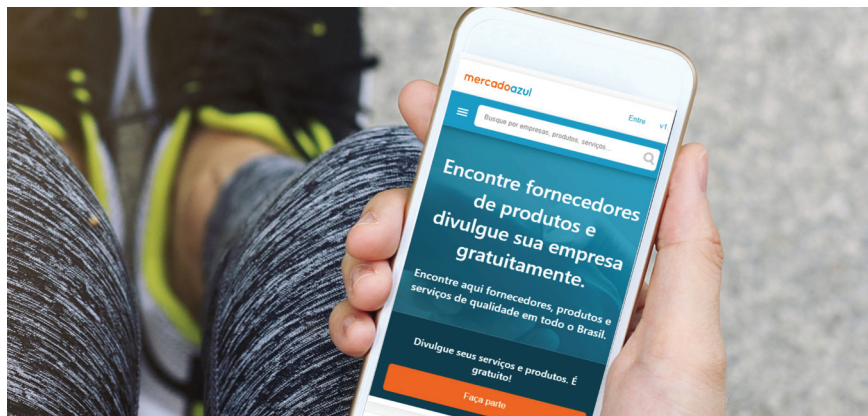 mercadoazul
Entre v1
Busque por empresas, produtos, serviços...
Encontre fornecedores
de produtos e
divulgue sua empresa
gratuitamente.
Encontre aqui fornecedores, produtos e
serviços de qualidade em todo o Brasil.
Divulgue seus serviços e produtos. É
gratuito!
Faça parte